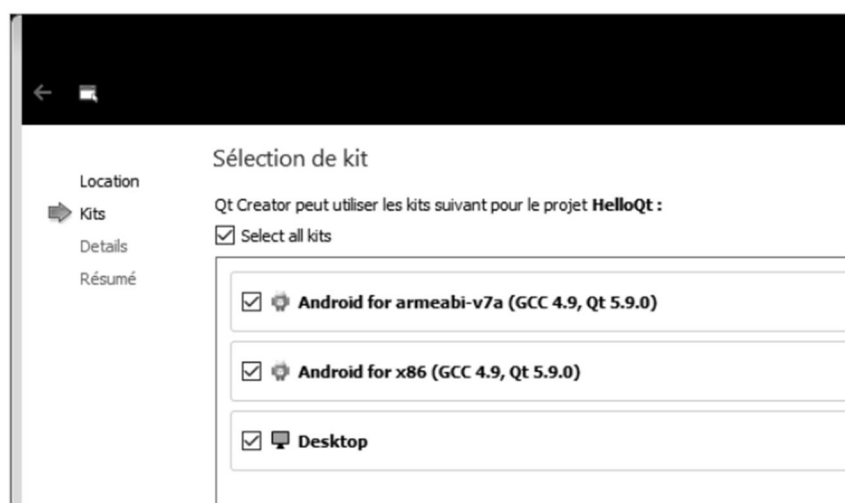 Sélection de kit
Location
Kits
Details
Résumé
Qt Creator peut utiliser les kits suivant pour le projet HelloQt :
Select all kits
Android for armeabi-v7a (GCC 4.9, Qt 5.9.0)
Android for x86 (GCC 4.9, Qt 5.9.0)
Desktop